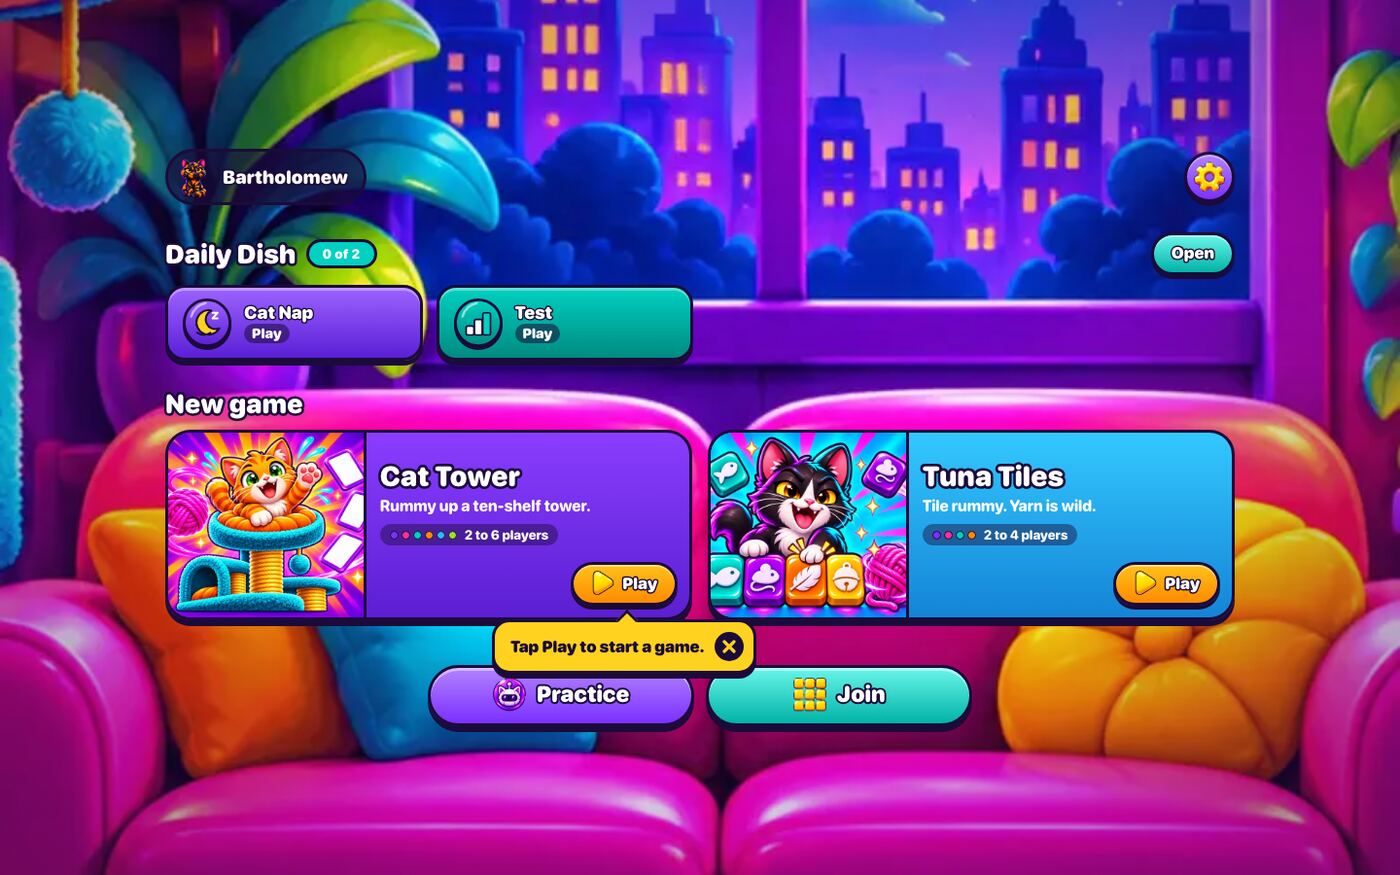 Bartholomew
Daily Dish
0 of 2
Open
Cat Nap
Play
Test
Play
New game
Cat Tower
Rummy up a ten-shelf tower.
2 to 6 players
Play
Tuna Tiles
Tile rummy. Yarn is wild.
2 to 4 players
Play
Tap Play to start a game.
Practice
Join